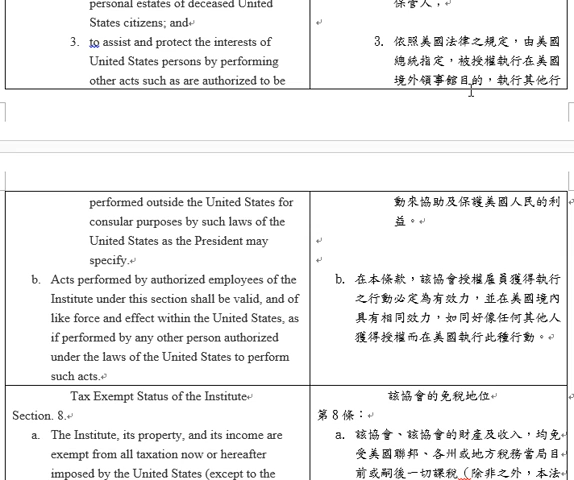 personal estates of deceased United
States citizens; and
3. to assist and protect the interests of
United States persons by performing
other acts such as are authorized to be
保管人；
3. 依照美國法律之規定，由美國
總統指定，被授權執行在美國
境外領事館目的，執行其他行
performed outside the United States for
consular purposes by such laws of the
United States as the President may
specify.
動來協助及保護美國人民的利
益。
b. Acts performed by authorized employees of the
Institute under this section shall be valid, and of
like force and effect within the United States, as
if performed by any other person authorized
under the laws of the United States to perform
such acts.
b. 在本條款，該協會授權雇員獲得執行
之行動必定為有效力，並在美國境內
具有相同效力，如同好像任何其他人
獲得授權而在美國執行此種行動。
Tax Exempt Status of the Institute
Section. 8.
該協會的免稅地位
第 8 條：
a. The Institute, its property, and its income are
exempt from all taxation now or hereafter
imposed by the United States (except to the
a. 該協會、該協會的財產及收入，均免
受美國聯邦、各州或地方稅務當局目
前或嗣後一切課稅（除非之外，本法